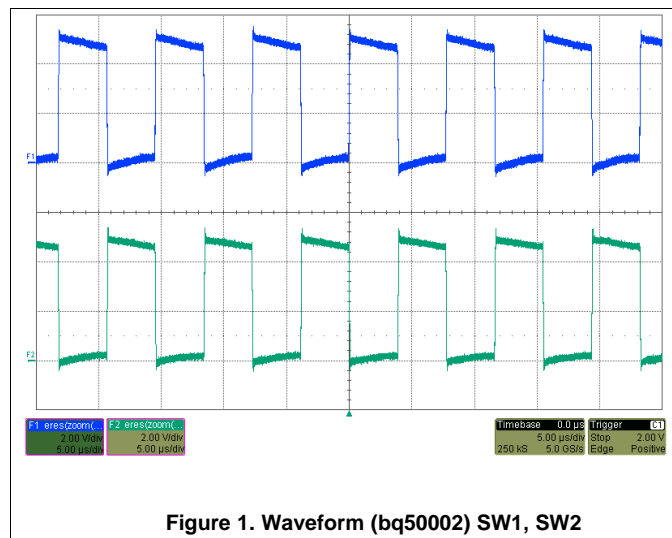 F1
F2
F1 eres(zoom(...
2.00 V/div
5.00 µs/div
F2 eres(zoom(...
2.00 V/div
5.00 µs/div
Timebase 0.0 µs
5.00 µs/div
250 kS 5.0 GS/s
Trigger C1
Stop 2.00 V
Edge Positive
Figure 1. Waveform (bq50002) SW1, SW2